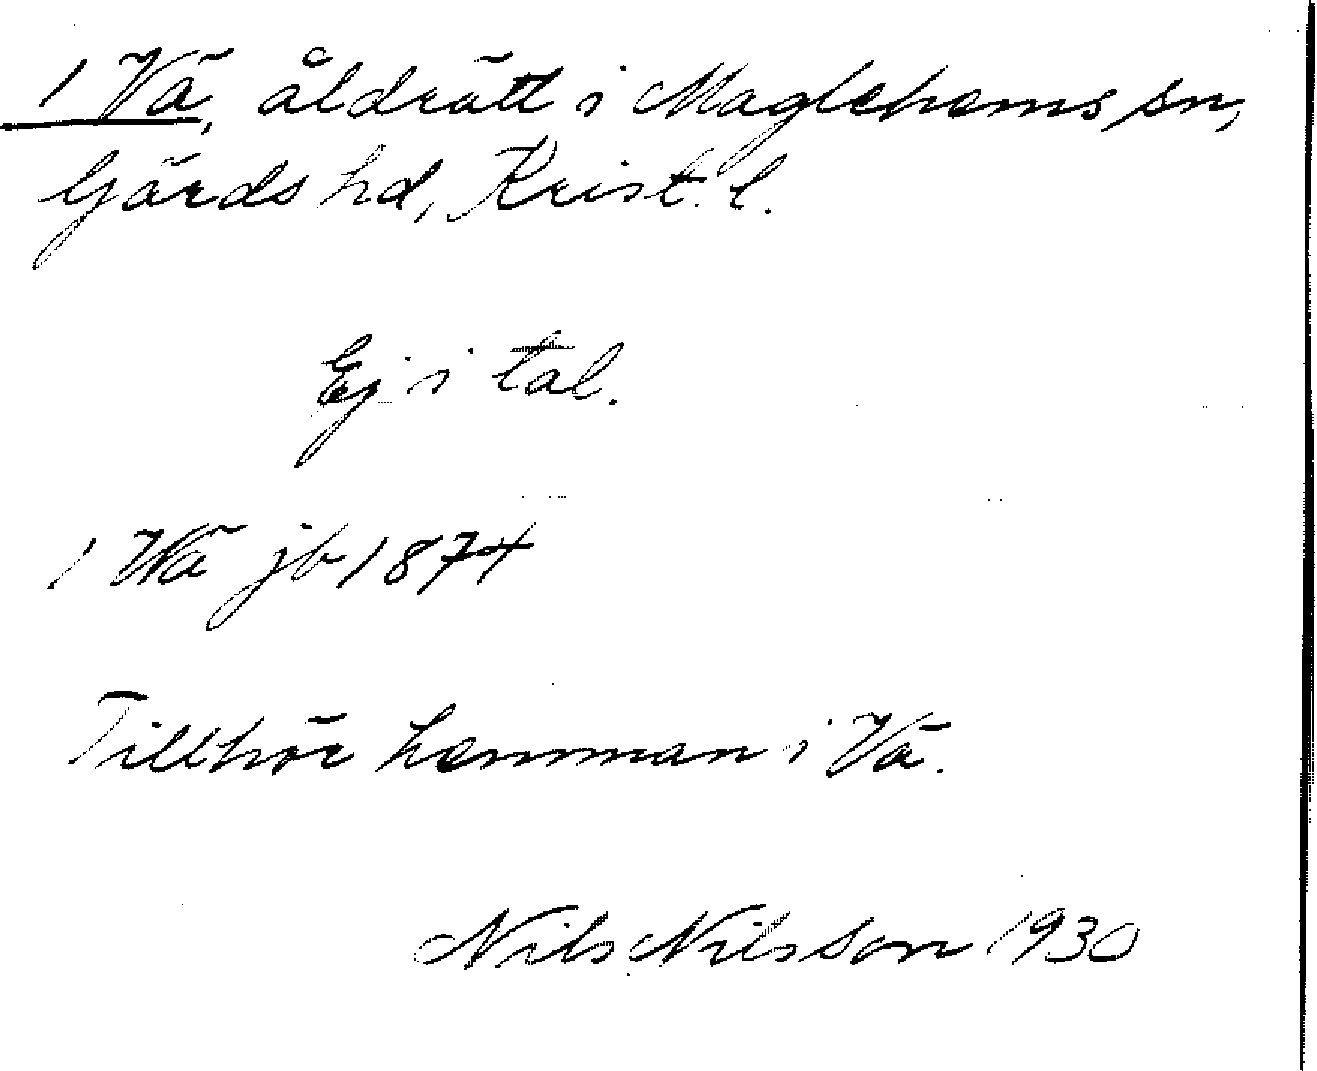 1 Vä, åldrätt i Maglehems sn,
Gärds hd, Krist. l.
Ej i tal.
1 Wä jb 1874
Tillhör hemman i Vä.
Nils Nilsson 1930